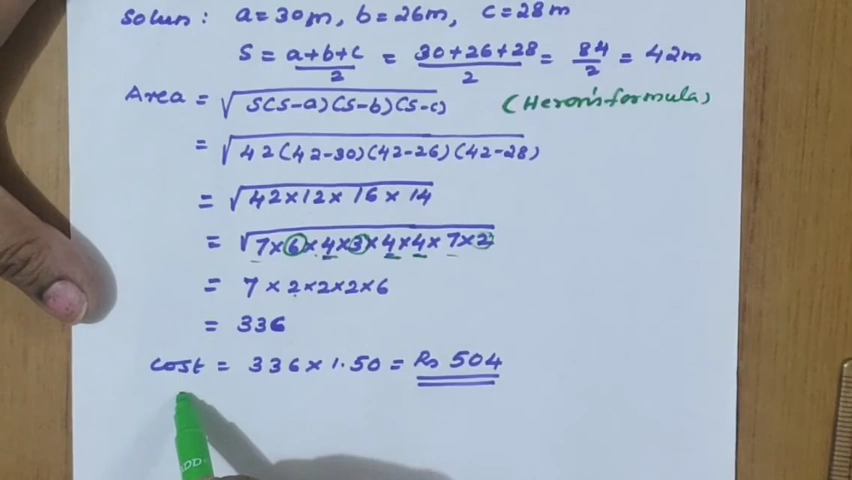 Solun: a=30m, b=26m, c=28m
S = a+b+c/2 = 30+26+28/2 = 84/2 = 42m
Area = √S(S-a)(S-b)(S-c) (Heron's formula)
= √42(42-30)(42-26)(42-28)
= √42×12×16×14
= √7×6×4×3×4×4×7×2
= 7×2×2×2×6
= 336
Cost = 336×1.50 = Rs 504
DD.